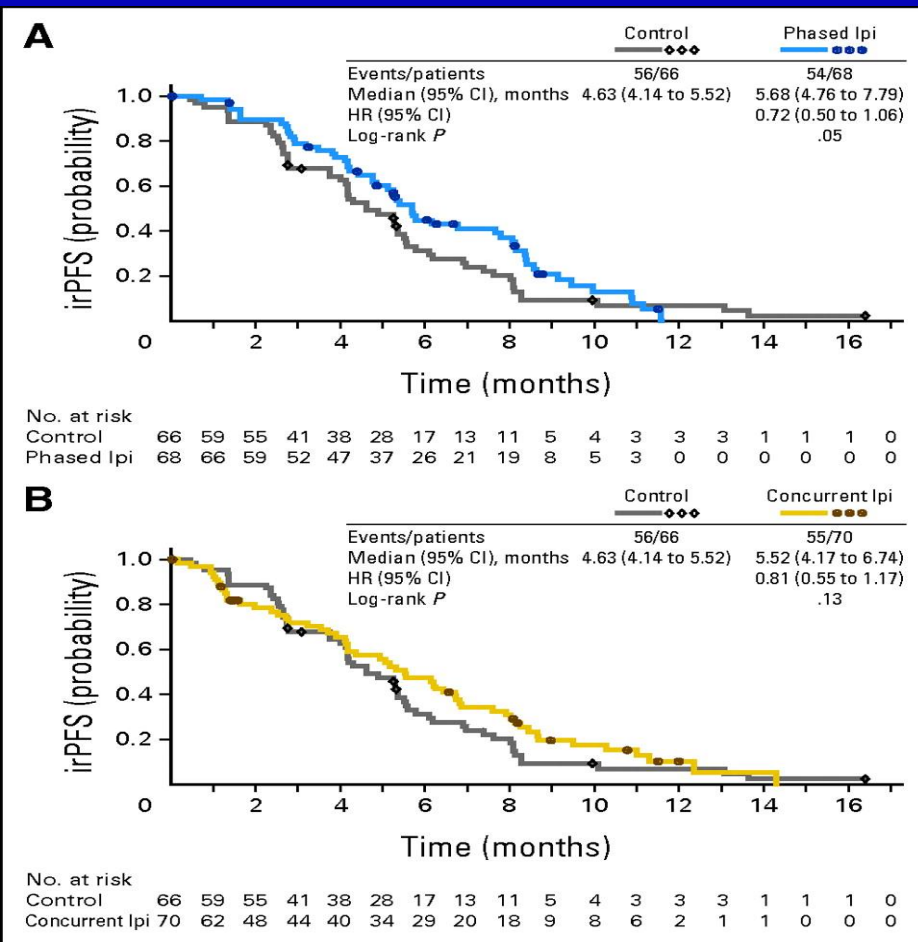 A
Control Phased Ipi
Events/patients 56/66 54/68
Median (95% CI), months 4.63 (4.14 to 5.52) 5.68 (4.76 to 7.79)
HR (95% CI) 0.72 (0.50 to 1.06)
Log-rank P .05
irPFS (probability)
1.0
0.8
0.6
0.4
0.2
0 2 4 6 8 10 12 14 16
Time (months)
No. at risk
Control 66 59 55 41 38 28 17 13 11 5 4 3 3 3 1 1 1 0
Phased Ipi 68 66 59 52 47 37 26 21 19 8 5 3 0 0 0 0 0 0
B
Control Concurrent Ipi
Events/patients 56/66 55/70
Median (95% CI), months 4.63 (4.14 to 5.52) 5.52 (4.17 to 6.74)
HR (95% CI) 0.81 (0.55 to 1.17)
Log-rank P .13
irPFS (probability)
1.0
0.8
0.6
0.4
0.2
0 2 4 6 8 10 12 14 16
Time (months)
No. at risk
Control 66 59 55 41 38 28 17 13 11 5 4 3 3 3 1 1 1 0
Concurrent Ipi 70 62 48 44 40 34 29 20 18 9 8 6 2 1 1 0 0 0